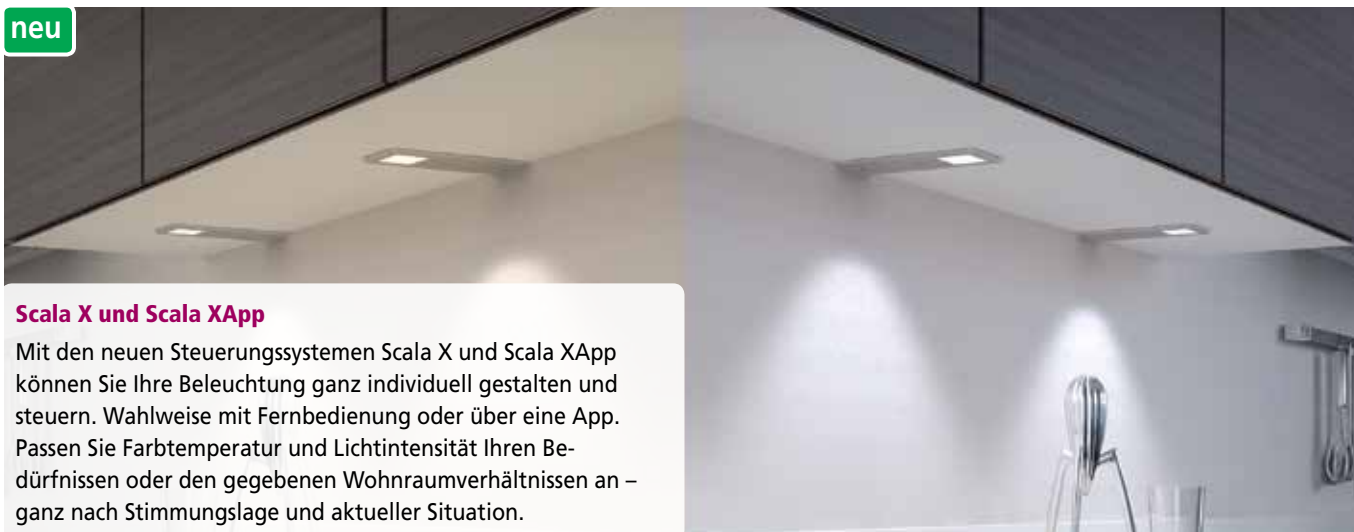 neu
Scala X und Scala XApp
Mit den neuen Steuerungssystemen Scala X und Scala XApp
können Sie Ihre Beleuchtung ganz individuell gestalten und
steuern. Wahlweise mit Fernbedienung oder über eine App.
Passen Sie Farbtemperatur und Lichtintensität Ihren Be-
dürfnissen oder den gegebenen Wohnraumverhältnissen an –
ganz nach Stimmungslage und aktueller Situation.